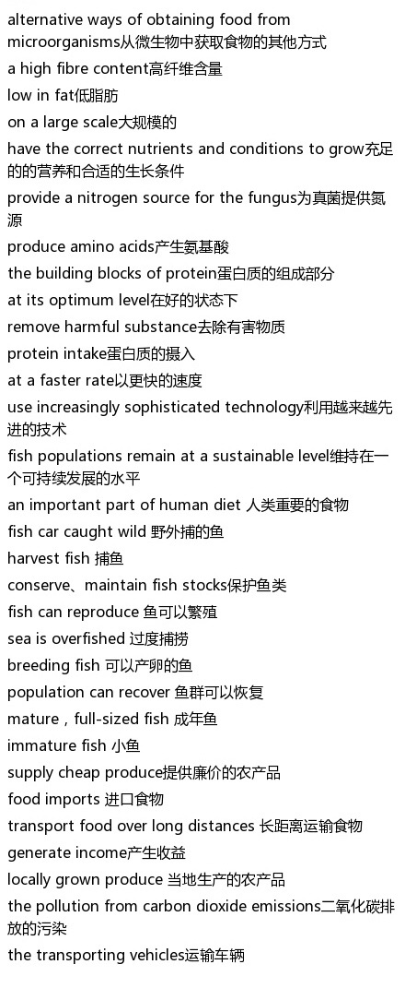 alternative ways of obtaining food from
microorganisms从微生物中获取食物的其他方式
a high fibre content高纤维含量
low in fat低脂肪
on a large scale大规模的
have the correct nutrients and conditions to grow充足
的的营养和合适的生长条件
provide a nitrogen source for the fungus为真菌提供氮
源
produce amino acids产生氨基酸
the building blocks of protein蛋白质的组成部分
at its optimum level在好的状态下
remove harmful substance去除有害物质
protein intake蛋白质的摄入
at a faster rate以更快的速度
use increasingly sophisticated technology利用越来越先
进的技术
fish populations remain at a sustainable level维持在一
个可持续发展的水平
an important part of human diet 人类重要的食物
fish car caught wild 野外捕的鱼
harvest fish 捕鱼
conserve、maintain fish stocks保护鱼类
fish can reproduce 鱼可以繁殖
sea is overfished 过度捕捞
breeding fish 可以产卵的鱼
population can recover 鱼群可以恢复
mature，full-sized fish 成年鱼
immature fish 小鱼
supply cheap produce提供廉价的农产品
food imports 进口食物
transport food over long distances 长距离运输食物
generate income产生收益
locally grown produce 当地生产的农产品
the pollution from carbon dioxide emissions二氧化碳排
放的污染
the transporting vehicles运输车辆